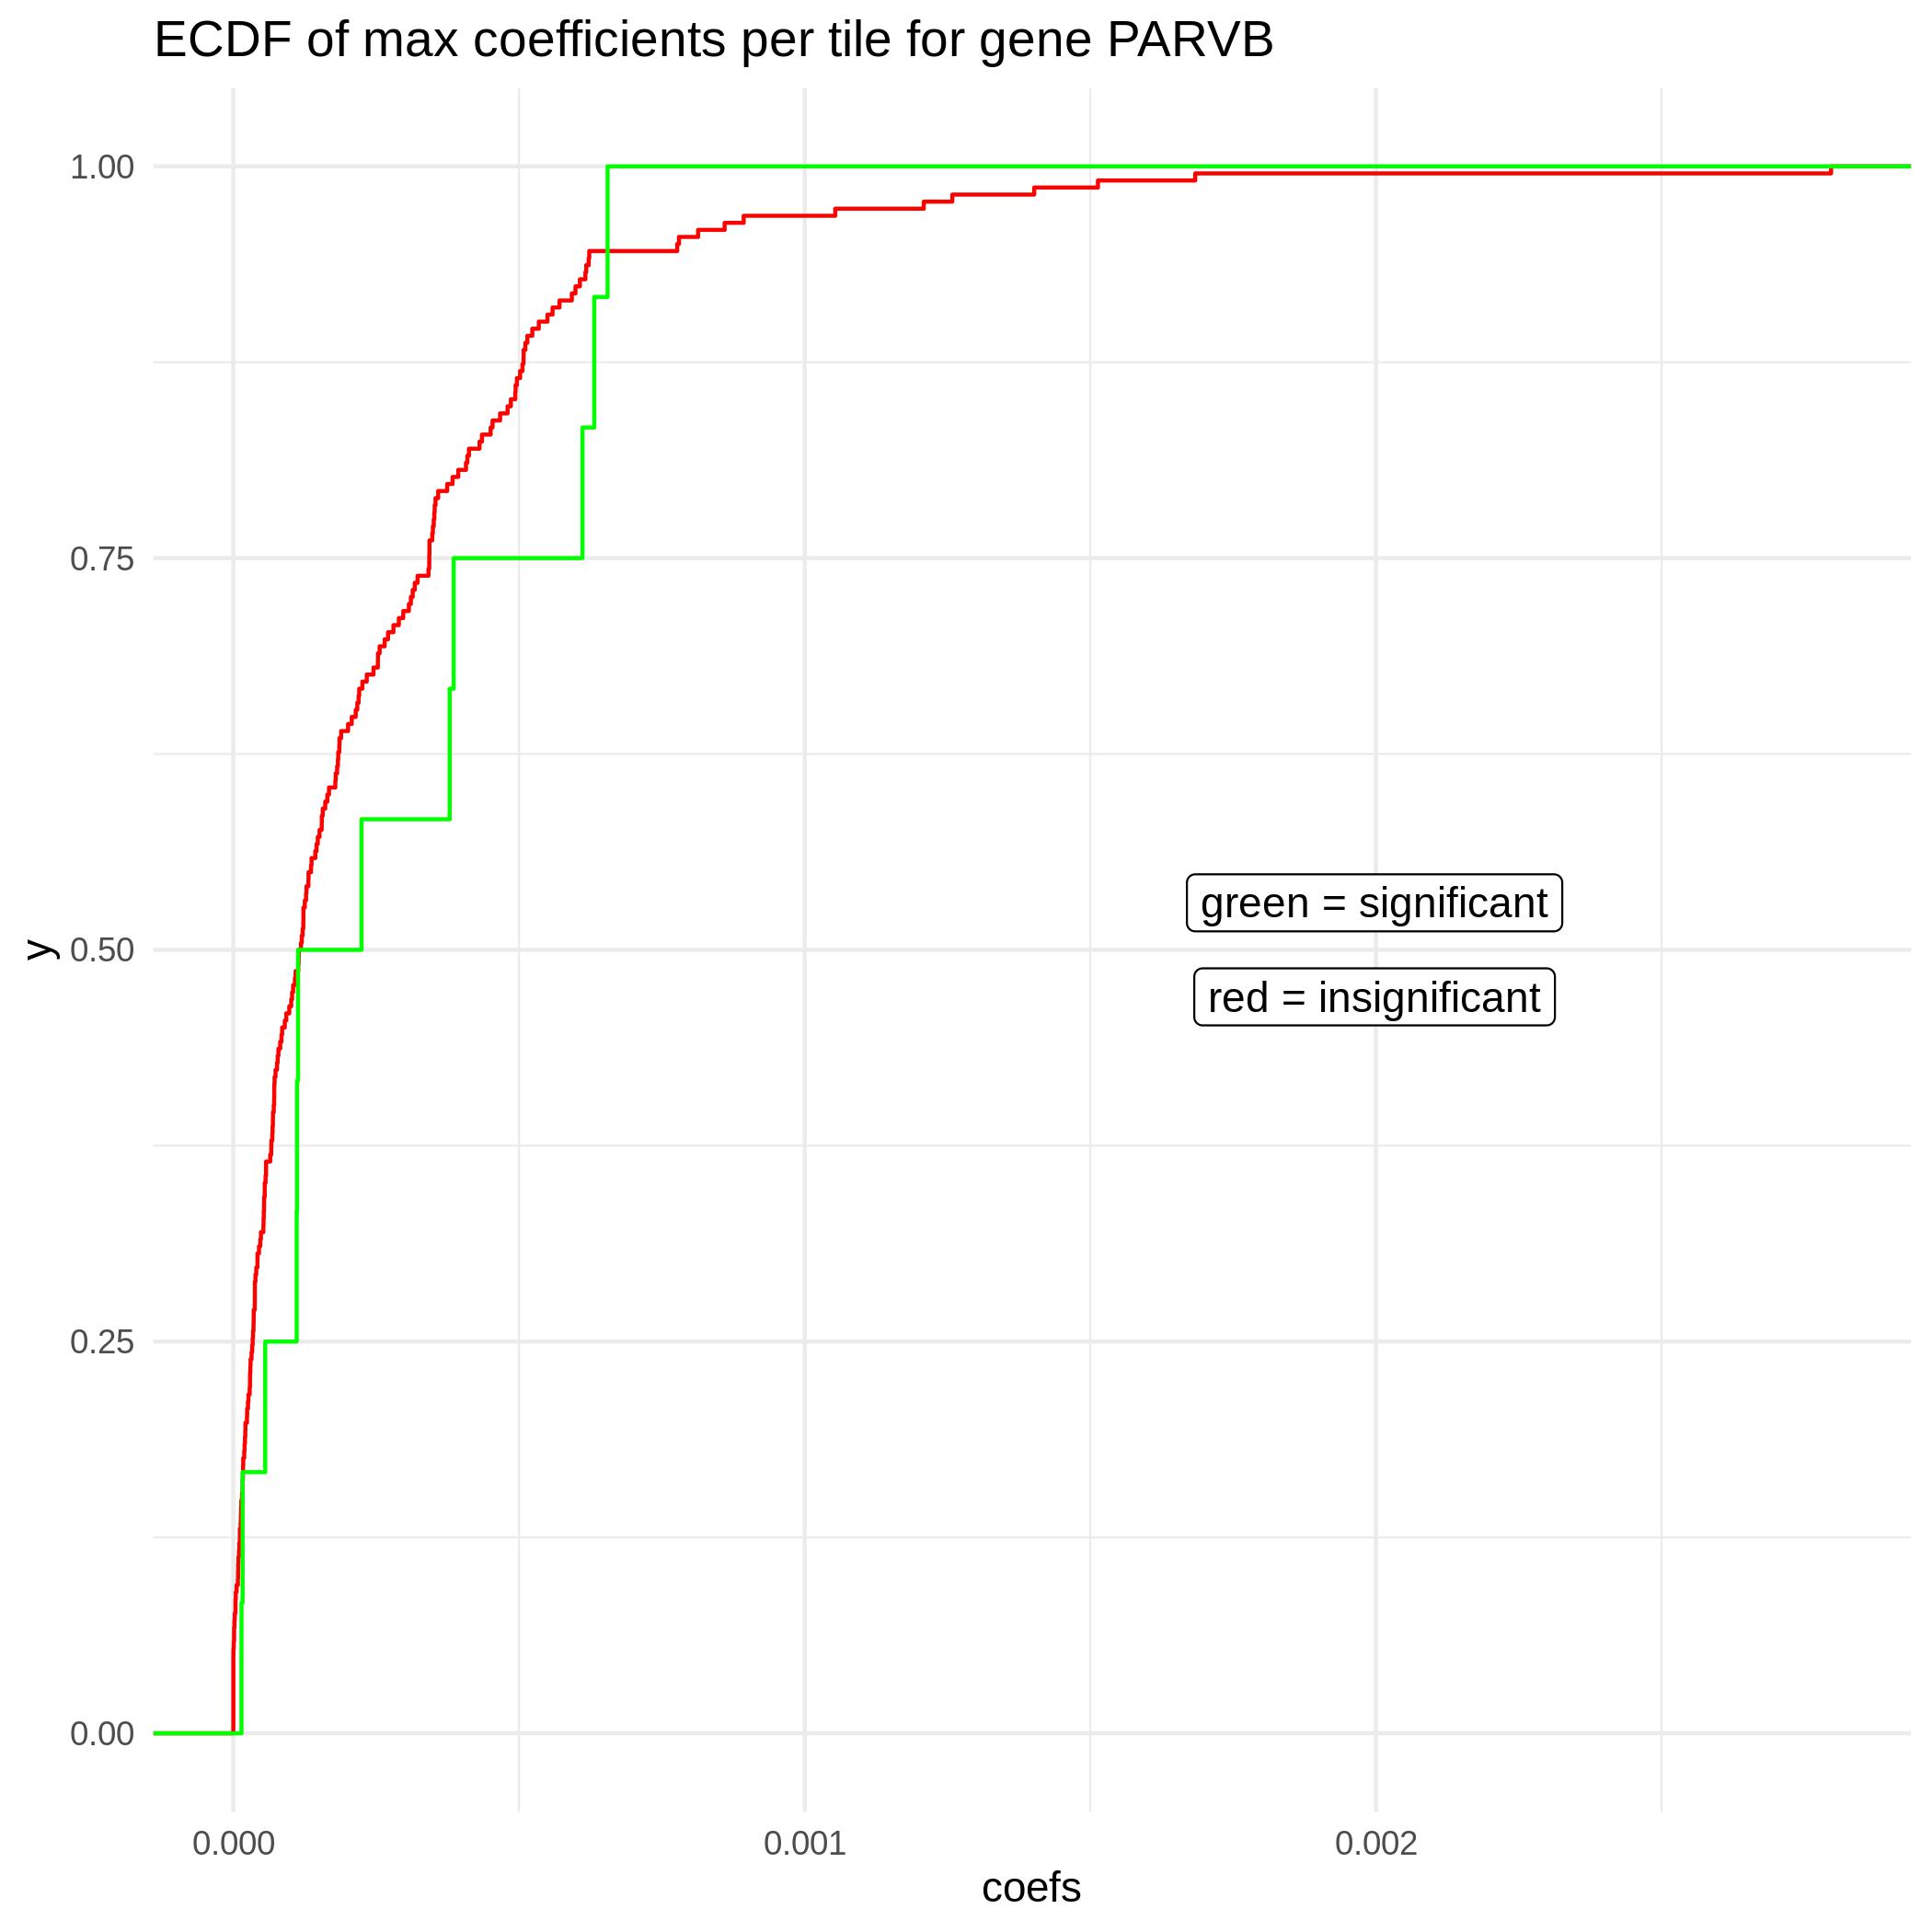 ECDF of max coefficients per tile for gene PARVB
1.00
0.75
0.50
0.25
0.00
y
green = significant
red = insignificant
0.000 0.001 0.002
coefs